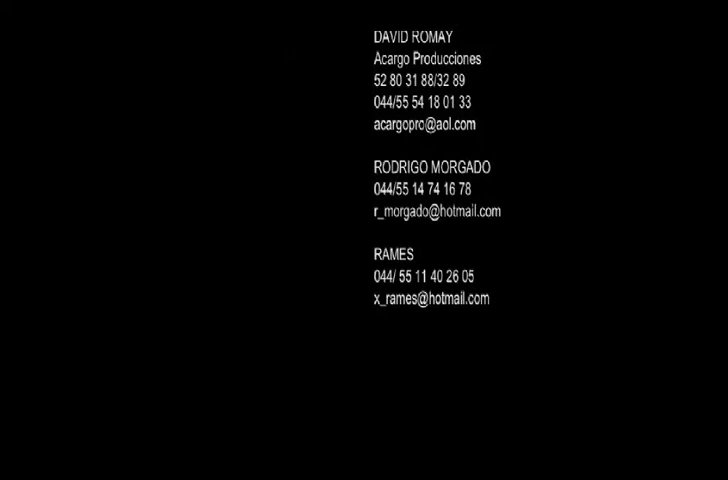 DAVID ROMAY
Acargo Producciones
52 80 31 88/32 89
044/55 54 18 01 33
acargopro@aol.com
RODRIGO MORGADO
044/55 14 74 16 78
r_morgado@hotmail.com
RAMES
044/ 55 11 40 26 05
x_rames@hotmail.com